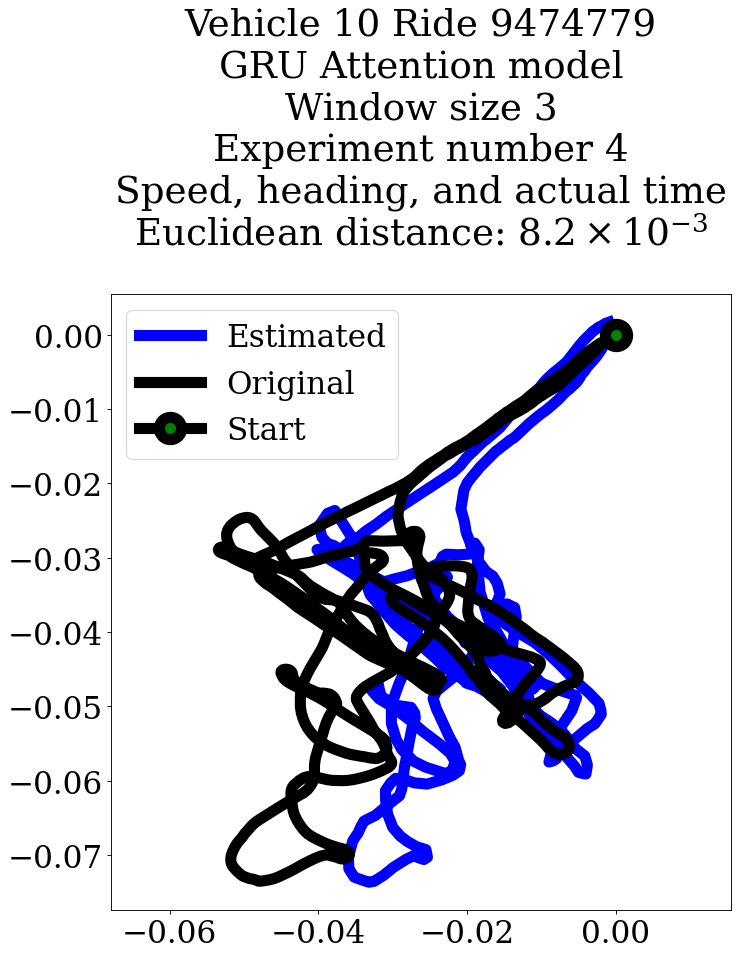 Vehicle 10 Ride 9474779
GRU Attention model
Window size 3
Experiment number 4
Speed, heading, and actual time
Euclidean distance: 8.2 × 10⁻³
Estimated
Original
Start
0.00
−0.01
−0.02
−0.03
−0.04
−0.05
−0.06
−0.07
−0.06
−0.04
−0.02
0.00